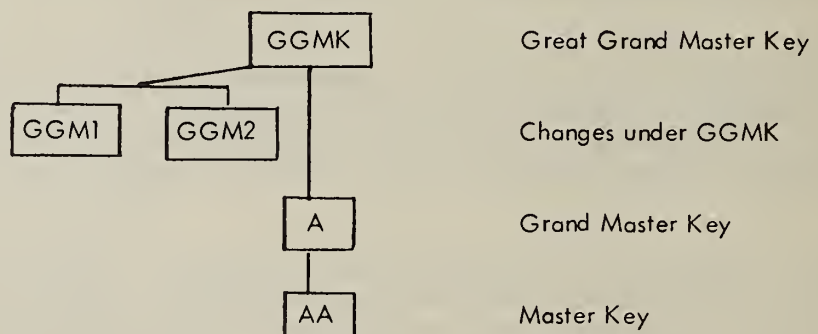 GGMK Great Grand Master Key
GGM1 GGM2 Changes under GGMK
A Grand Master Key
AA Master Key